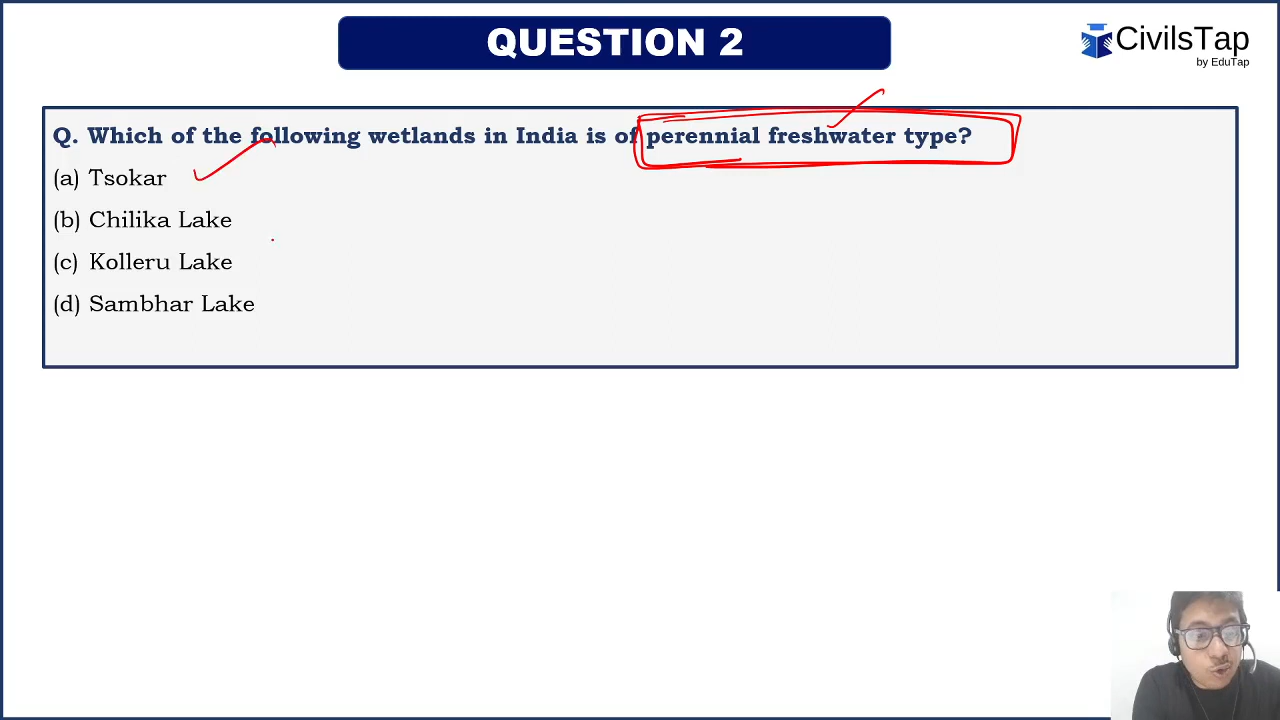 QUESTION 2
CivilsTap
by EduTap
Q. Which of the following wetlands in India is of perennial freshwater type?
(a) Tsokar
(b) Chilika Lake
(c) Kolleru Lake
(d) Sambhar Lake